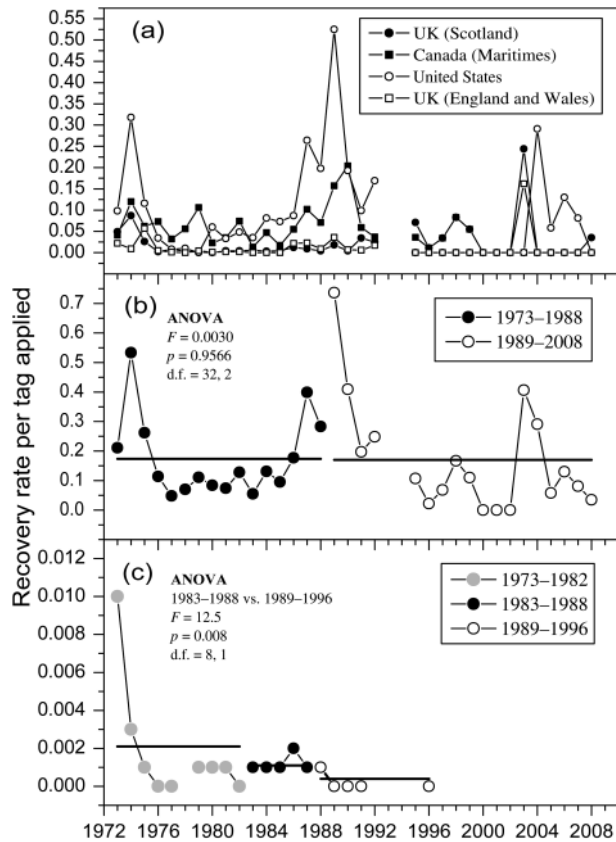 Recovery rate per tag applied
(a)
0.55
0.50
0.45
0.40
0.35
0.30
0.25
0.20
0.15
0.10
0.05
0.00
UK (Scotland)
Canada (Maritimes)
United States
UK (England and Wales)
(b)
0.7
0.6
0.5
0.4
0.3
0.2
0.1
0.0
ANOVA
F = 0.0030
p = 0.9566
d.f. = 32, 2
1973–1988
1989–2008
(c)
0.012
0.010
0.008
0.006
0.004
0.002
0.000
ANOVA
1983–1988 vs. 1989–1996
F = 12.5
p = 0.008
d.f. = 8, 1
1973–1982
1983–1988
1989–1996
1972 1976 1980 1984 1988 1992 1996 2000 2004 2008